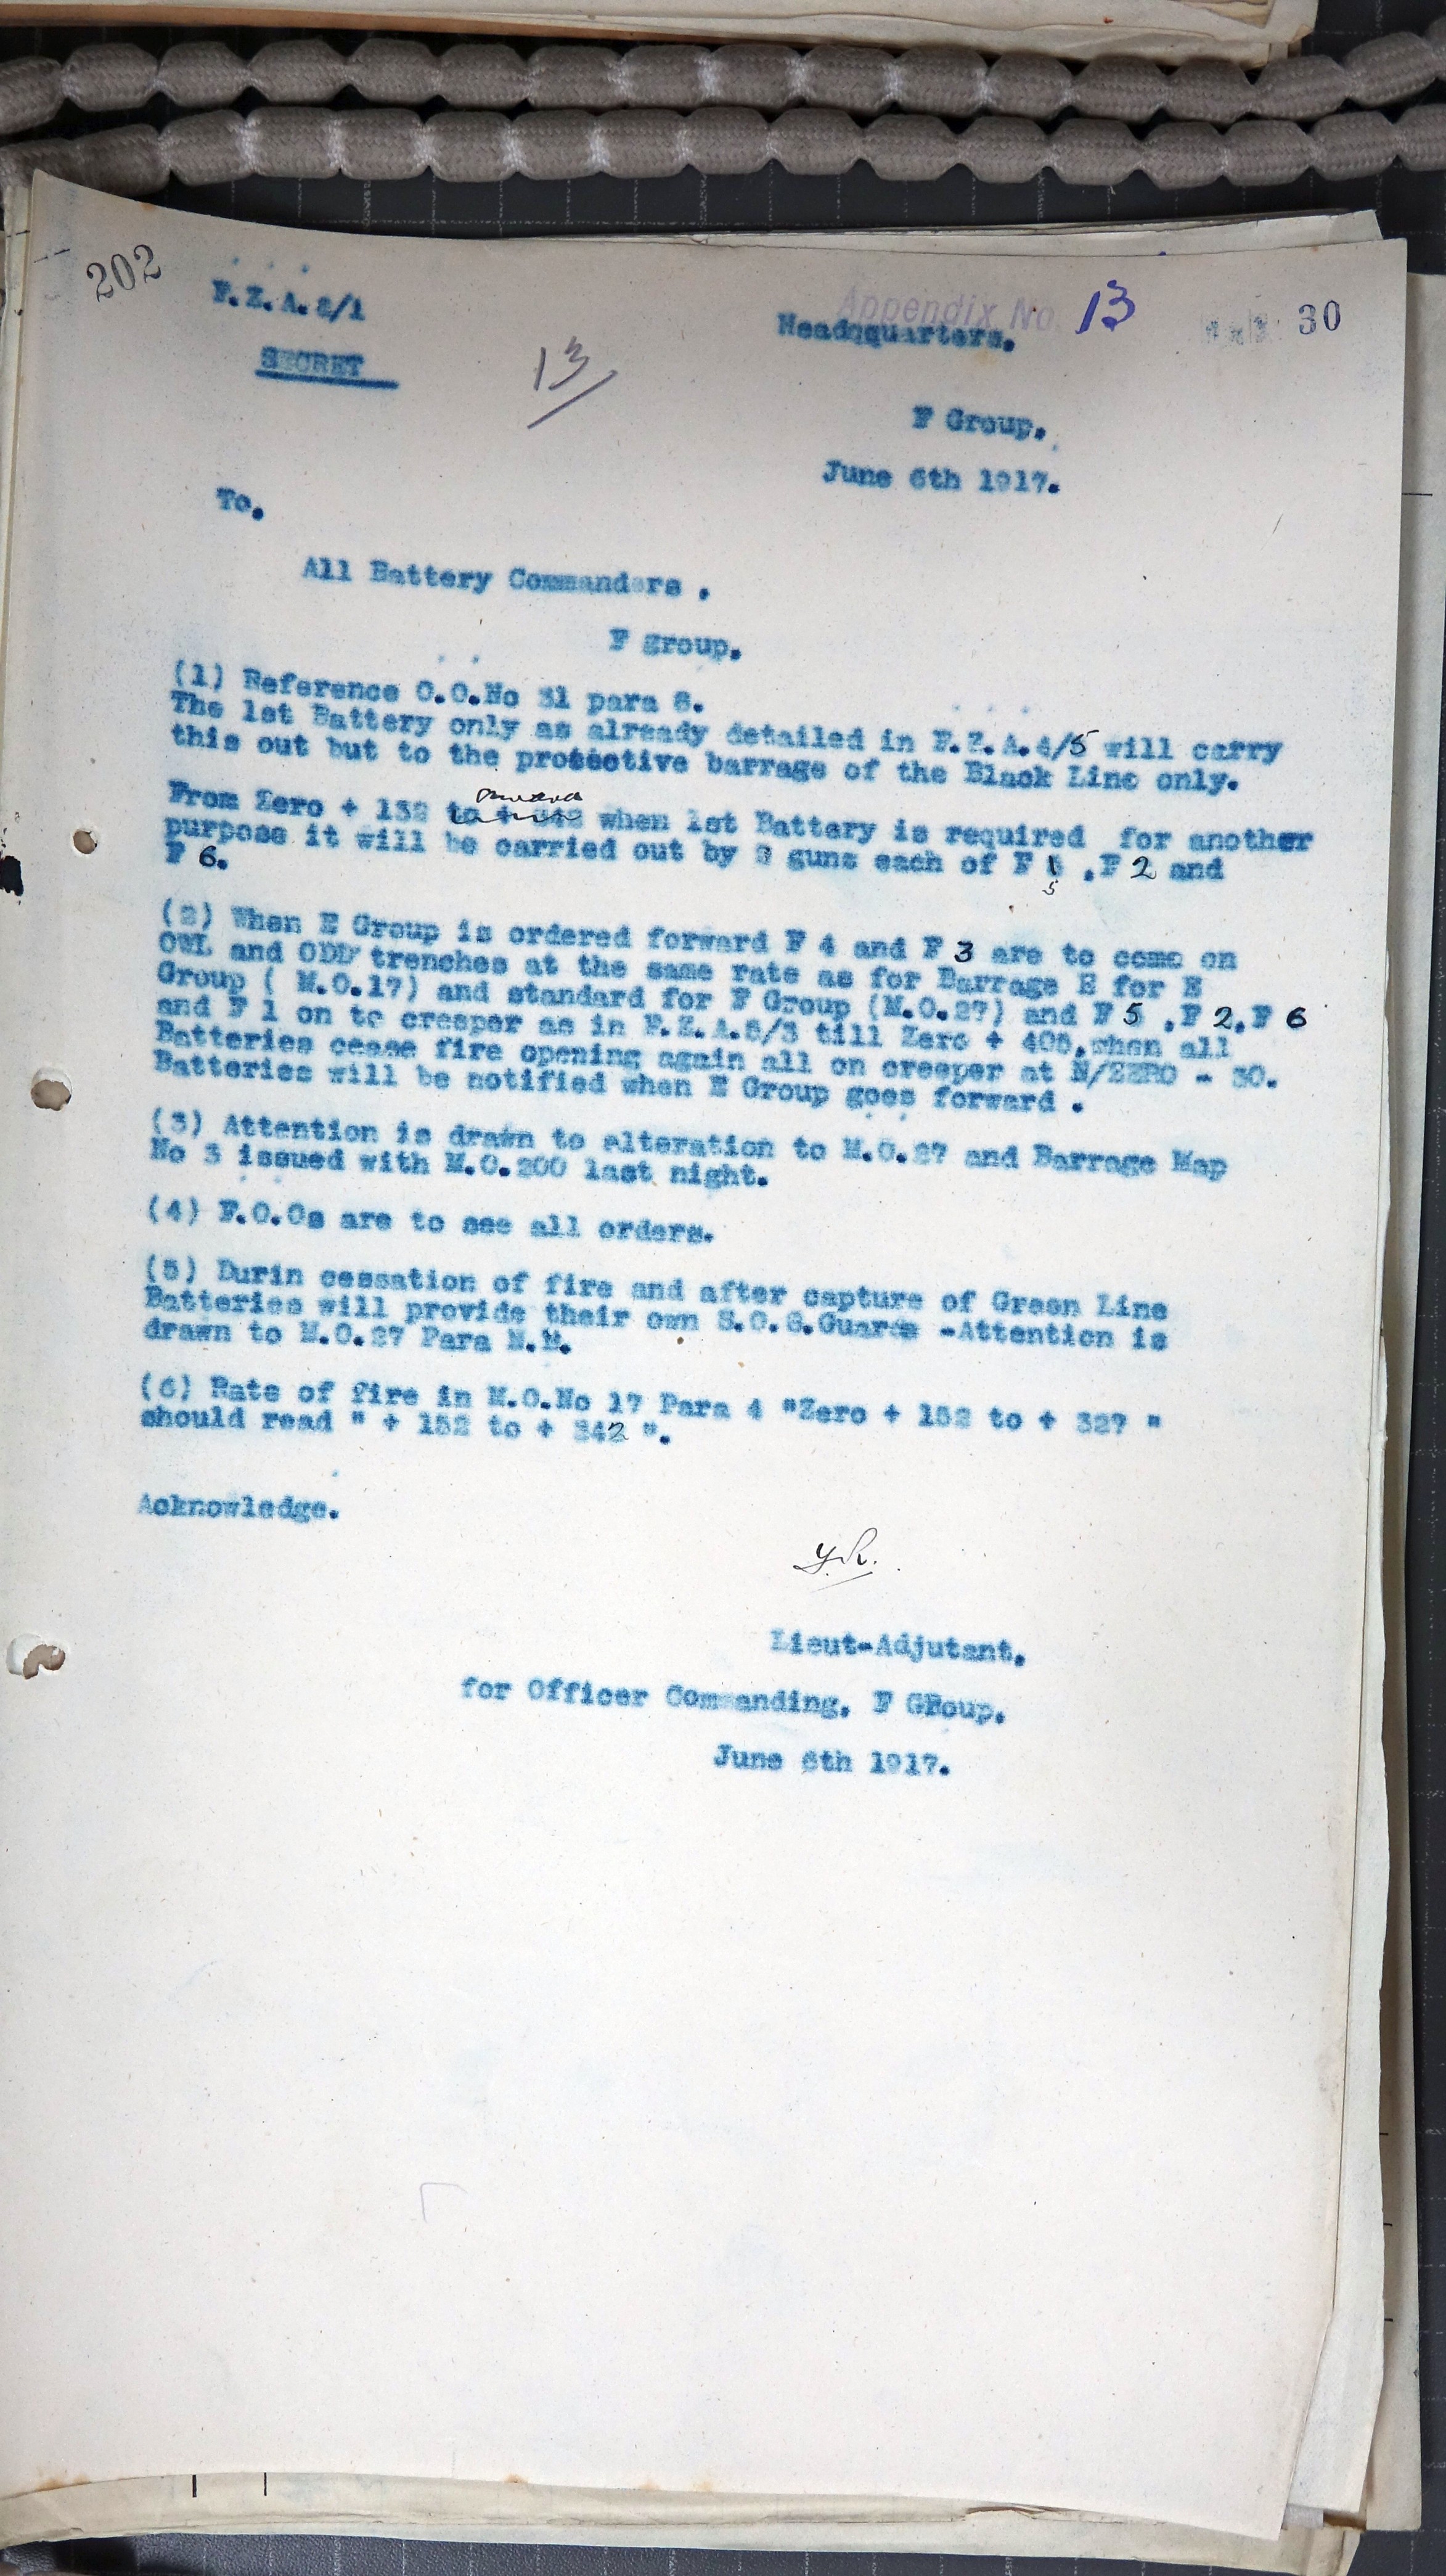 202
F.Z.A.2/1
Appendix No. 13
30
Headqquarters.
SECRET
13
F Group.
June 6th 1917.
To.
All Battery Commanders .
F group.
(1) Reference O.O.No 31 para 8.
The 1st Battery only as already detailed in F.Z.A.4/5 will carry
this out but to the protective barrage of the Black Line only.
onwards
From Zero + 152 to + 342 when 1st Battery is required for another
purpose it will be carried out by 2 guns each of F 5 ,F 2 and
F 6.
(2) When E Group is ordered forward F 4 and F 3 are to come on
OWL and ODD trenches at the same rate as for Barrage E for E
Group ( M.O.17) and standard for F Group (M.O.27) and F 5 ,F 2,F 6
and F 1 on to creeper as in F.Z.A.5/3 till Zero + 405,when all
Batteries cease fire opening again all on creeper at N/ZERO - 30.
Batteries will be notified when E Group goes forward .
(3) Attention is drawn to alteration to M.O.27 and Barrage Map
No 3 issued with M.O.200 last night.
(4) F.O.Os are to see all orders.
(5) Durin cessation of fire and after capture of Green Line
Batteries will provide their own S.O.S.Guards -Attention is
drawn to M.O.27 Para N.M.
(6) Rate of fire in M.O.No 17 Para 4 "Zero + 152 to + 327 "
should read " + 152 to + 342 ".
Acknowledge.
Lieut-Adjutant.
for Officer Commanding. F GRoup.
June 6th 1917.